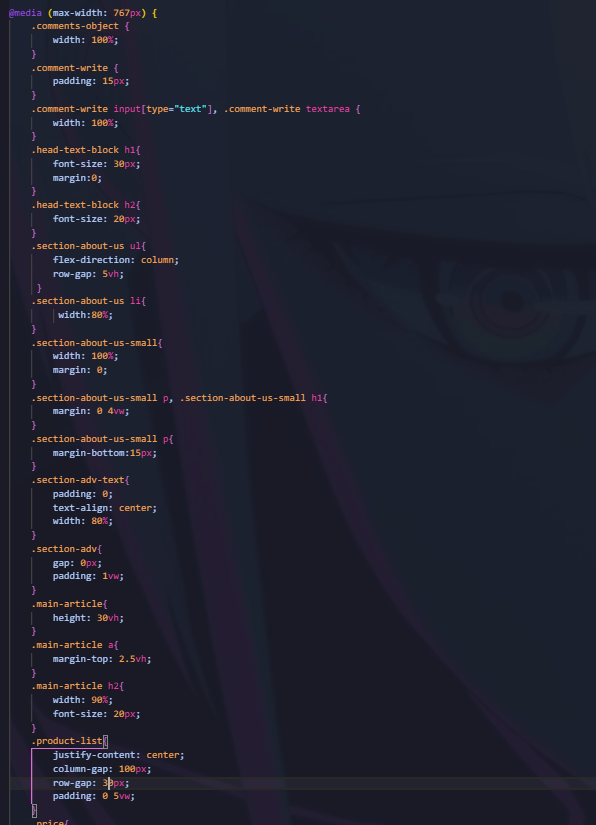 @media (max-width: 767px) {
.comments-object {
width: 100%;
}
.comment-write {
padding: 15px;
}
.comment-write input[type="text"], .comment-write textarea {
width: 100%;
}
.head-text-block h1{
font-size: 30px;
margin:0;
}
.head-text-block h2{
font-size: 20px;
}
.section-about-us ul{
flex-direction: column;
row-gap: 5vh;
}
.section-about-us li{
width:80%;
}
.section-about-us-small{
width: 100%;
margin: 0;
}
.section-about-us-small p, .section-about-us-small h1{
margin: 0 4vw;
}
.section-about-us-small p{
margin-bottom:15px;
}
.section-adv-text{
padding: 0;
text-align: center;
width: 80%;
}
.section-adv{
gap: 0px;
padding: 1vw;
}
.main-article{
height: 30vh;
}
.main-article a{
margin-top: 2.5vh;
}
.main-article h2{
width: 90%;
font-size: 20px;
}
.product-list{
justify-content: center;
column-gap: 100px;
row-gap: 30px;
padding: 0 5vw;
}
.price{